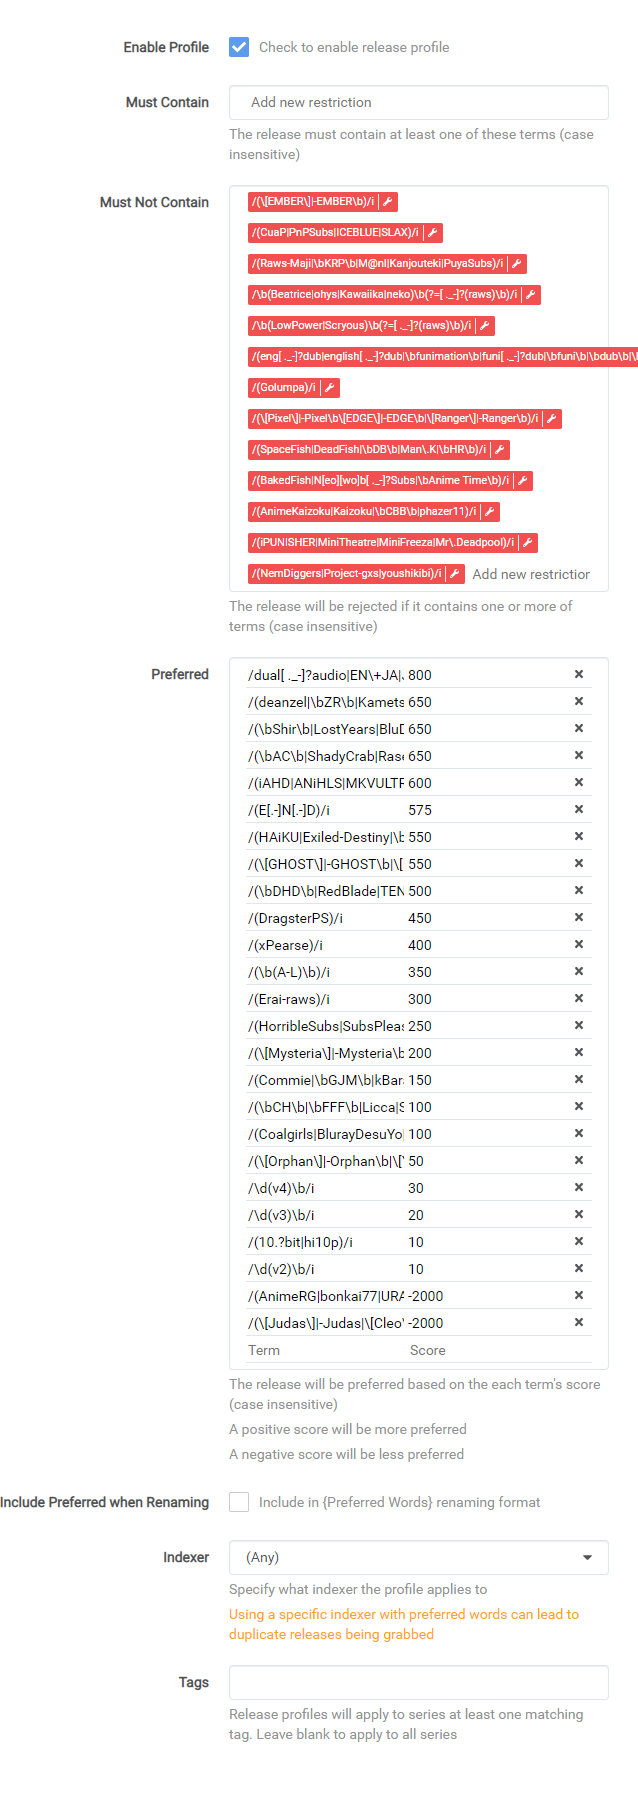 Enable Profile Check to enable release profile
Must Contain Add new restriction
The release must contain at least one of these terms (case
insensitive)
Must Not Contain /(\[EMBER\]|-EMBER\b)/i
/(CuaP|PnPSubs|ICEBLUE|SLAX)/i
/(Raws-Maji|\bKRP\b|M@nI|Kanjouteki|PuyaSubs)/i
/\b(Beatrice|ohys|Kawaiika|neko)\b(?=[ ._-]?(raws)\b)/i
/\b(LowPower|Scryous)\b(?=[ ._-]?(raws)\b)/i
/(eng[ ._-]?dub|english[ ._-]?dub|\bfunimation\b|funi[ ._-]?dub|\bfuni\b|\bdub\b|\
/(Golumpa)/i
/(\[Pixel\]|-Pixel\b\[EDGE\]|-EDGE\b|\[Ranger\]|-Ranger\b)/i
/(SpaceFish|DeadFish|\bDB\b|Man\.K|\bHR\b)/i
/(BakedFish|N[eo][wo]b[ ._-]?Subs|\bAnime Time\b)/i
/(AnimeKaizoku|Kaizoku|\bCBB\b|phazer11)/i
/(iPUNISHER|MiniTheatre|MiniFreeza|Mr\.Deadpool)/i
/(NemDiggers|Project-gxs|youshikibi)/i Add new restriction
The release will be rejected if it contains one or more of
terms (case insensitive)
Preferred /dual[ ._-]?audio|EN\+JA| 800
/(deanzel|\bZR\b|Kamets 650
/(\bShir\b|LostYears|Blu 650
/(\bAC\b|ShadyCrab|Ras 650
/(iAHD|ANiHLS|MKVULT 600
/(E[.-]N[.-]D)/i 575
/(HAiKU|Exiled-Destiny|\b 550
/(\[GHOST\]|-GHOST\b|\[ 550
/(\bDHD\b|RedBlade|TEN 500
/(DragsterPS)/i 450
/(xPearse)/i 400
/(\b(A-L)\b)/i 350
/(Erai-raws)/i 300
/(HorribleSubs|SubsPleas 250
/(\[Mysteria\]|-Mysteria\b 200
/(Commie|\bGJM\b|kBar 150
/(\bCH\b|\bFFF\b|Licca|S 100
/(Coalgirls|BlurayDesuYo| 100
/(\[Orphan\]|-Orphan\b|\[ 50
/\d(v4)\b/i 30
/\d(v3)\b/i 20
/(10.?bit|hi10p)/i 10
/\d(v2)\b/i 10
/(AnimeRG|bonkai77|URA -2000
/(\[Judas\]|-Judas|\[Cleo -2000
Term Score
The release will be preferred based on the each term's score
(case insensitive)
A positive score will be more preferred
A negative score will be less preferred
Include Preferred when Renaming Include in {Preferred Words} renaming format
Indexer (Any)
Specify what indexer the profile applies to
Using a specific indexer with preferred words can lead to
duplicate releases being grabbed
Tags
Release profiles will apply to series at least one matching
tag. Leave blank to apply to all series